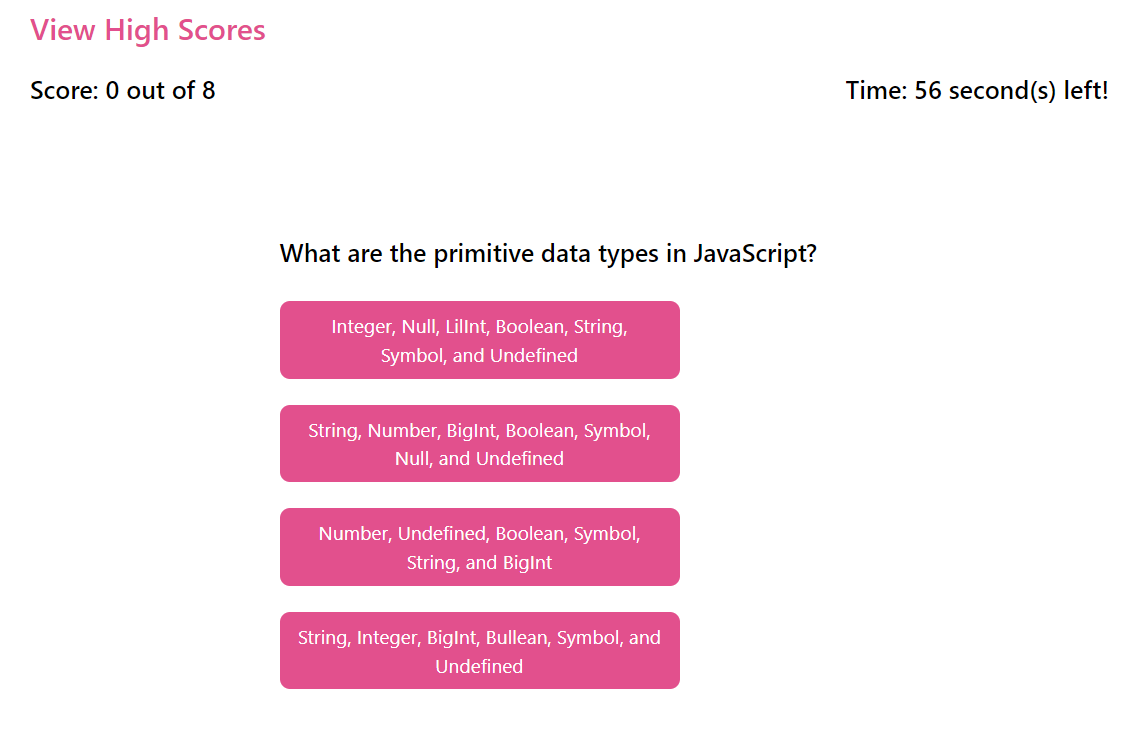 View High Scores
Score: 0 out of 8
Time: 56 second(s) left!
What are the primitive data types in JavaScript?
Integer, Null, LilInt, Boolean, String,
Symbol, and Undefined
String, Number, BigInt, Boolean, Symbol,
Null, and Undefined
Number, Undefined, Boolean, Symbol,
String, and BigInt
String, Integer, BigInt, Bullean, Symbol, and
Undefined